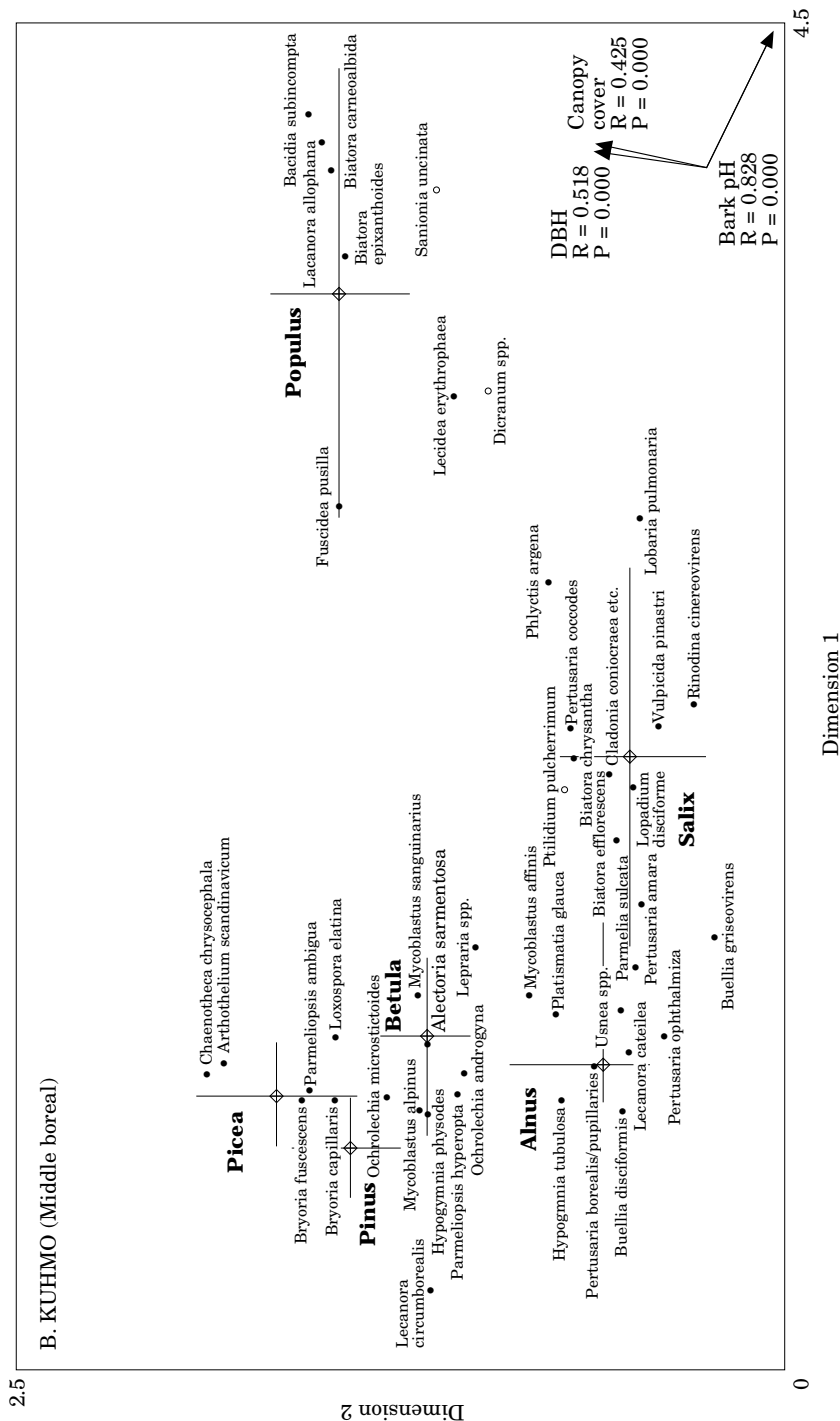 B. KUHMO (Middle boreal)
2.5
Dimension 2
0
Dimension 1
4.5
Picea
Chaenotheca chrysocephala
Arthothelium scandinavicum
Parmeliopsis ambigua
Bryoria fuscescens
Loxospora elatina
Bryoria capillaris
Pinus
Ochrolechia microstictoides
Betula
Mycoblastus sanguinarius
Mycoblastus alpinus
Alectoria sarmentosa
Hypogymnia physodes
Lecanora
circumborealis
Parmeliopsis hyperopta
Lepraria spp.
Ochrolechia androgyna
Populus
Bacidia subincompta
Lacanora allophana
Biatora carneoalbida
Biatora
epixanthoides
Fuscidea pusilla
Sanionia uncinata
Lecidea erythrophaea
Dicranum spp.
Alnus
Mycoblastus affinis
Platismatia glauca
Hypogmnia tubulosa
Usnea spp.
Pertusaria borealis/pupillaries
Buellia disciformis
Lecanora cateilea
Pertusaria ophthalmiza
Phlyctis argena
Ptilidium pulcherrimum
Pertusaria coccodes
Biatora chrysantha
Biatora efflorescens
Cladonia coniocraea etc.
Parmelia sulcata
Lopadium
disciforme
Pertusaria amara
Lobaria pulmonaria
Vulpicida pinastri
Rinodina cinereovirens
Salix
Buellia griseovirens
DBH
R = 0.518
P = 0.000
Canopy
cover
R = 0.425
P = 0.000
Bark pH
R = 0.828
P = 0.000